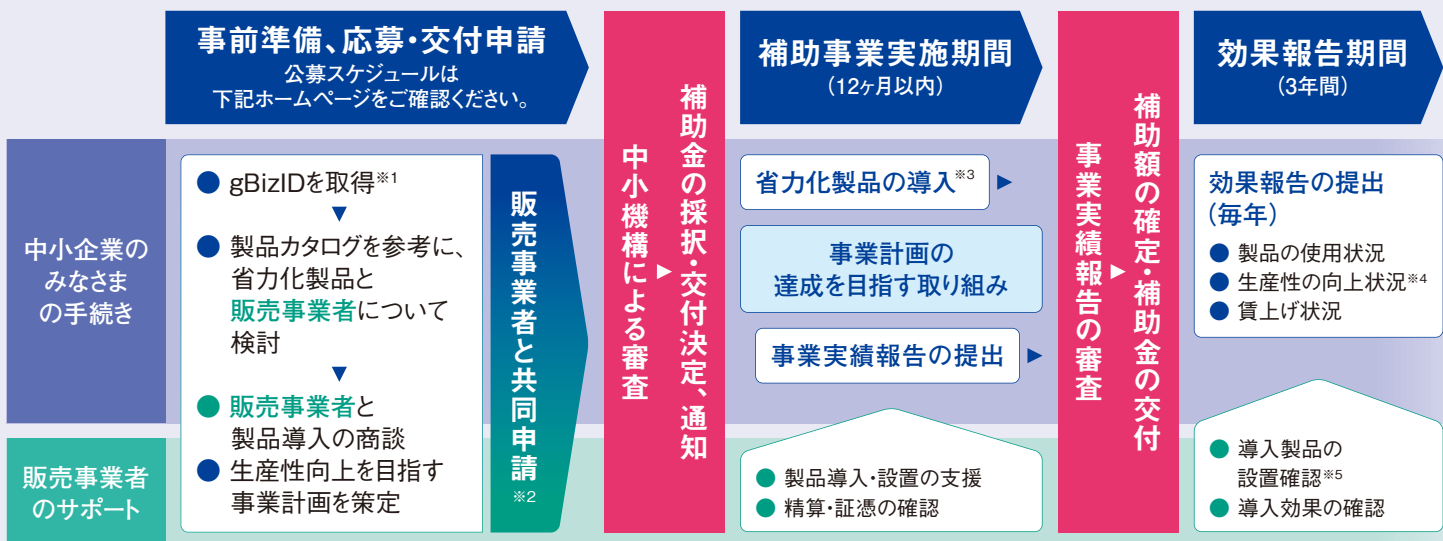 事前準備、応募・交付申請
公募スケジュールは
下記ホームページをご確認ください。
中小企業の
みなさま
の手続き
販売事業者
のサポート
● gBizIDを取得※1
▼
● 製品カタログを参考に、
省力化製品と
販売事業者について
検討
▼
● 販売事業者と
製品導入の商談
● 生産性向上を目指す
事業計画を策定
販売事業者と共同申請※2
中小機構による審査
▶
補助金の採択・交付決定、通知
補助事業実施期間
(12ヶ月以内)
省力化製品の導入※3 ▶
事業計画の
達成を目指す取り組み
事業実績報告の提出 ▶
● 製品導入・設置の支援
● 精算・証憑の確認
事業実績報告の審査
▶
補助額の確定・補助金の交付
効果報告期間
(3年間)
効果報告の提出
(毎年)
● 製品の使用状況
● 生産性の向上状況※4
● 賃上げ状況
● 導入製品の
設置確認※5
● 導入効果の確認